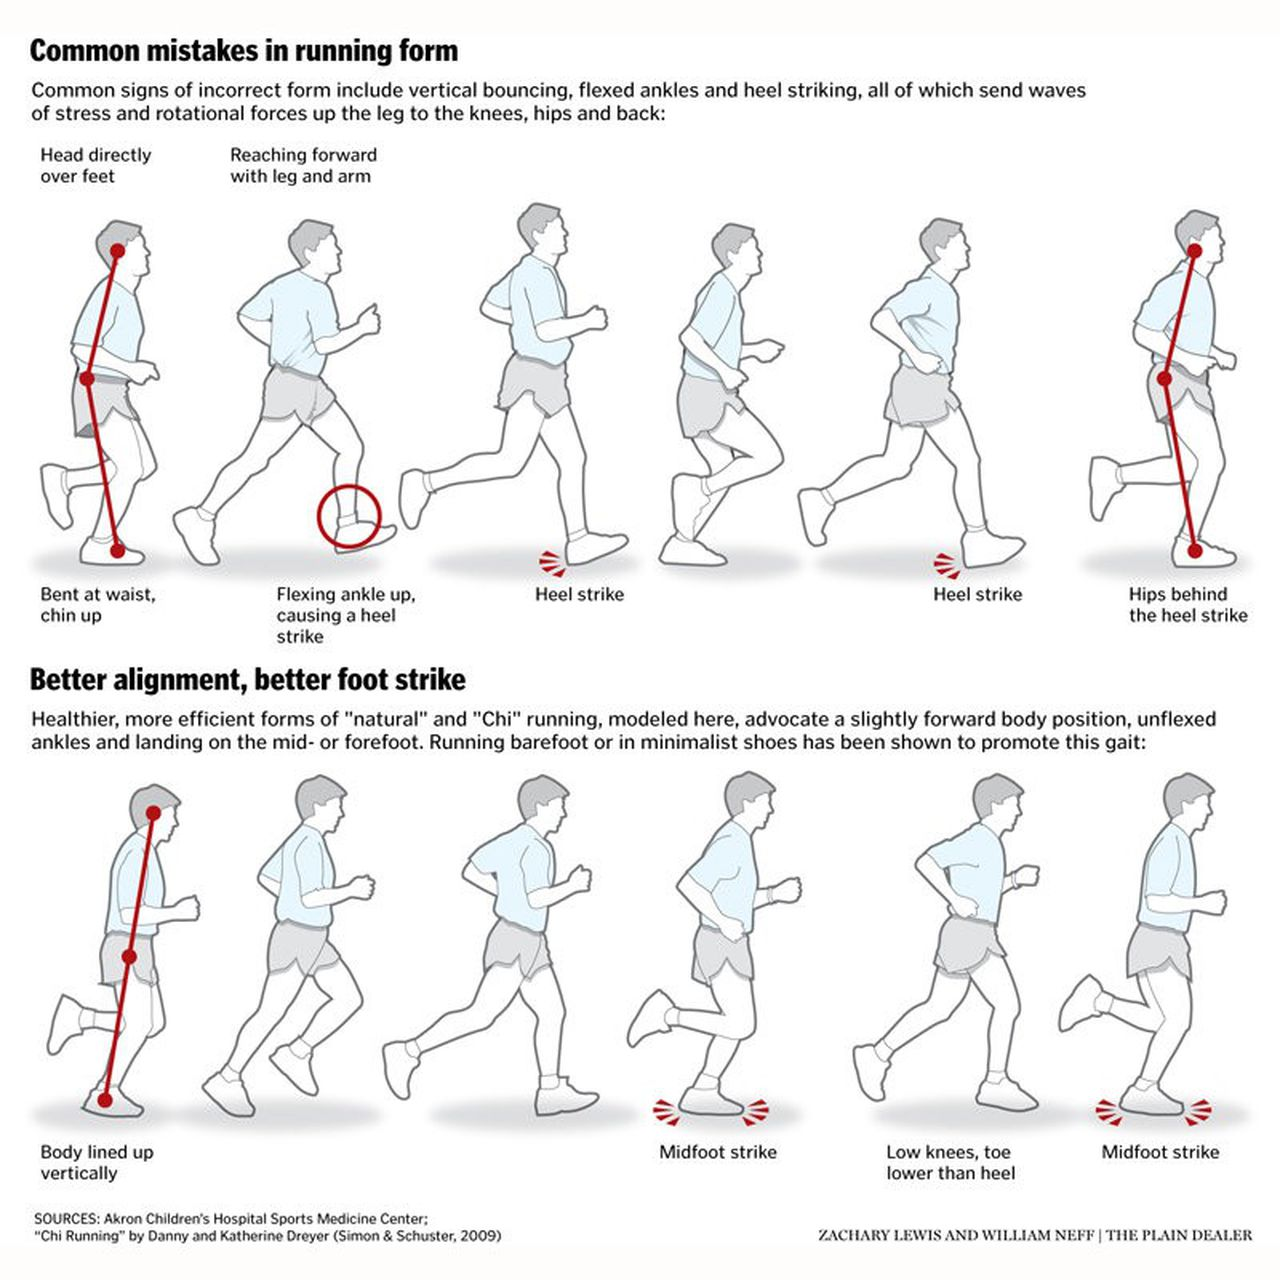 Common mistakes in running form
Common signs of incorrect form include vertical bouncing, flexed ankles and heel striking, all of which send waves
of stress and rotational forces up the leg to the knees, hips and back:
Head directly
over feet
Reaching forward
with leg and arm
Bent at waist,
chin up
Flexing ankle up,
causing a heel
strike
Heel strike
Heel strike
Hips behind
the heel strike
Better alignment, better foot strike
Healthier, more efficient forms of "natural" and "Chi" running, modeled here, advocate a slightly forward body position, unflexed
ankles and landing on the mid- or forefoot. Running barefoot or in minimalist shoes has been shown to promote this gait:
Body lined up
vertically
Midfoot strike
Low knees, toe
lower than heel
Midfoot strike
SOURCES: Akron Children's Hospital Sports Medicine Center;
“Chi Running” by Danny and Katherine Dreyer (Simon & Schuster, 2009)
ZACHARY LEWIS AND WILLIAM NEFF | THE PLAIN DEALER